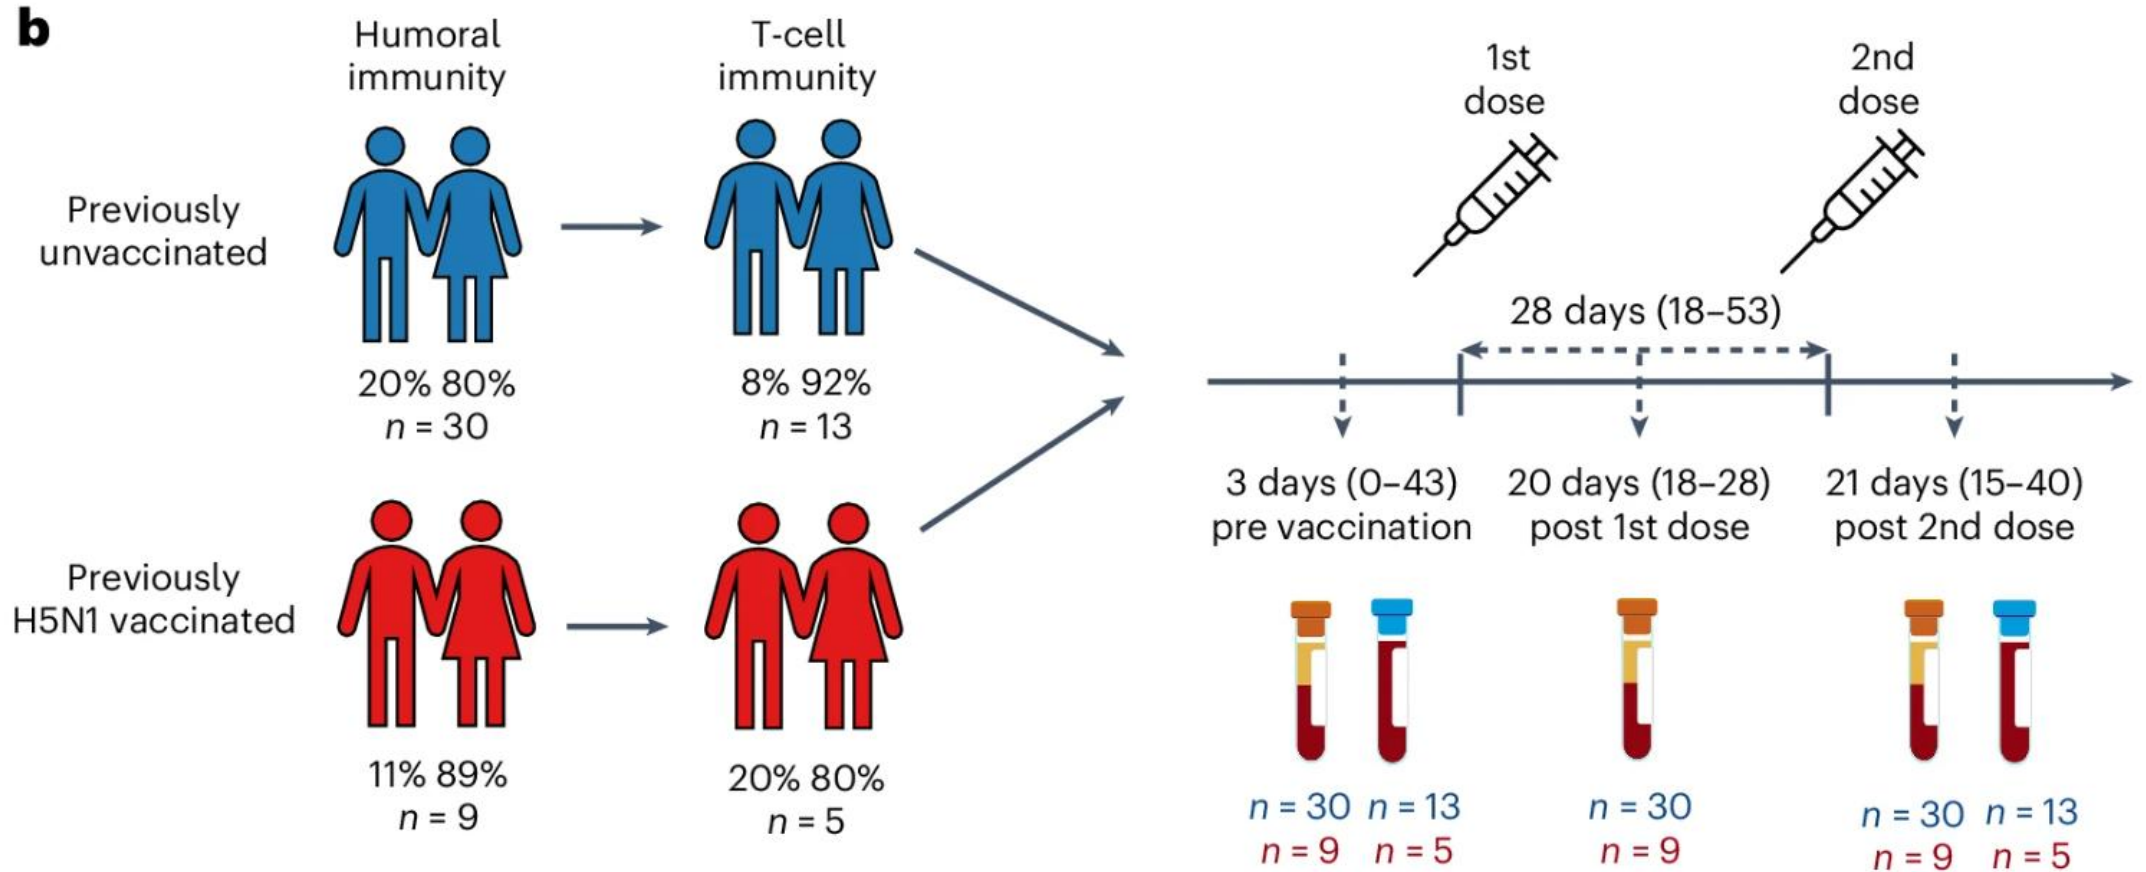 b
Humoral
immunity
T-cell
immunity
Previously
unvaccinated
20% 80%
n = 30
8% 92%
n = 13
Previously
H5N1 vaccinated
11% 89%
n = 9
20% 80%
n = 5
1st
dose
2nd
dose
28 days (18–53)
3 days (0–43)
pre vaccination
20 days (18–28)
post 1st dose
21 days (15–40)
post 2nd dose
n = 30 n = 13
n = 9 n = 5
n = 30
n = 9
n = 30 n = 13
n = 9 n = 5